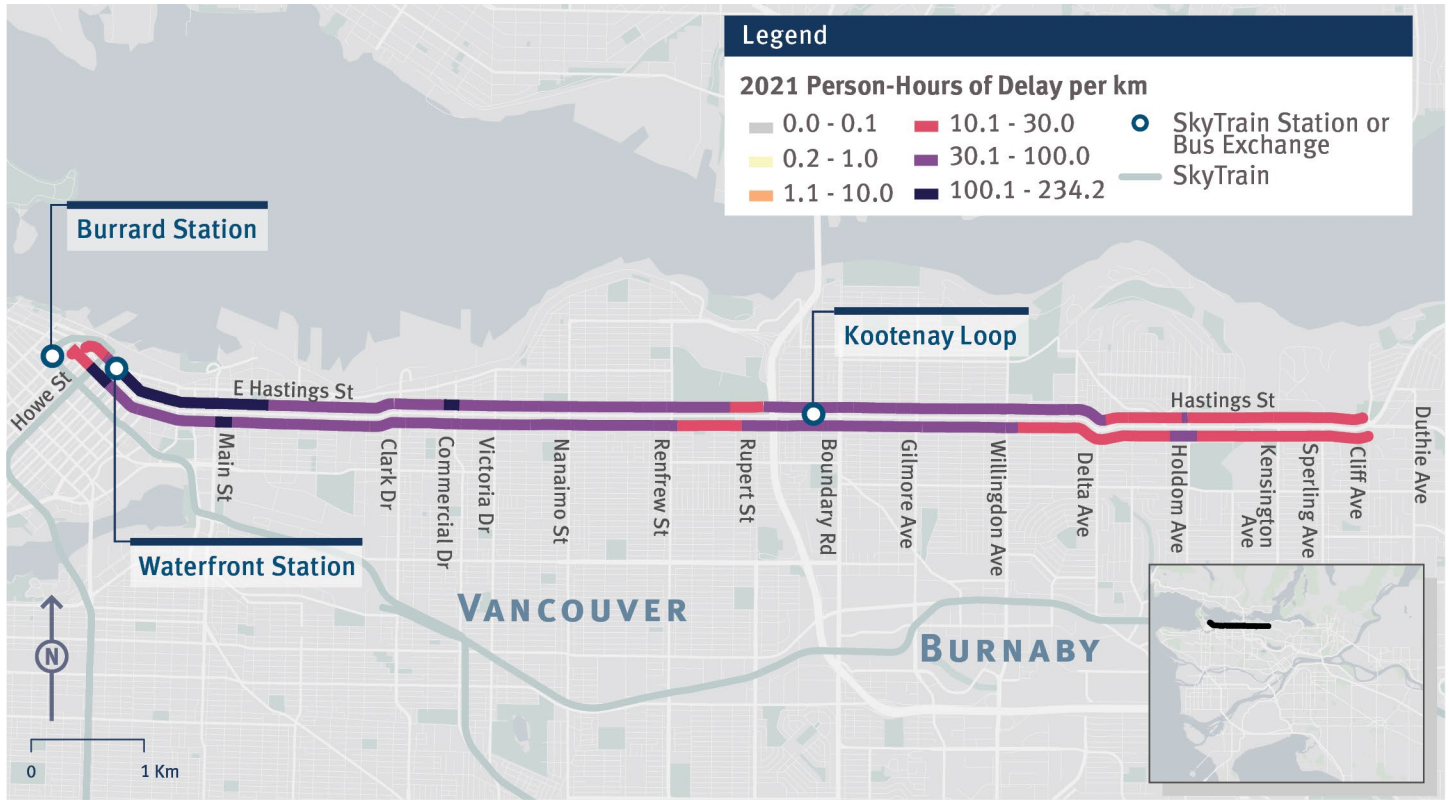 Legend
2021 Person-Hours of Delay per km
0.0 - 0.1
0.2 - 1.0
1.1 - 10.0
10.1 - 30.0
30.1 - 100.0
100.1 - 234.2
SkyTrain Station or
Bus Exchange
SkyTrain
Burrard Station
Kootenay Loop
Howe St
E Hastings St
Hastings St
Main St
Clark Dr
Commercial Dr
Victoria Dr
Nanaimo St
Renfrew St
Rupert St
Boundary Rd
Gilmore Ave
Willingdon Ave
Delta Ave
Holdom Ave
Kensington
Ave
Sperling Ave
Cliff Ave
Duthie Ave
Waterfront Station
VANCOUVER
BURNABY
N
0 1 Km